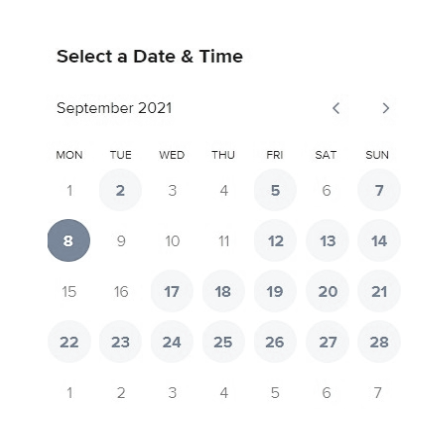 Select a Date & Time
September 2021
MON TUE WED THU FRI SAT SUN
1 2 3 4 5 6 7
8 9 10 11 12 13 14
15 16 17 18 19 20 21
22 23 24 25 26 27 28
1 2 3 4 5 6 7